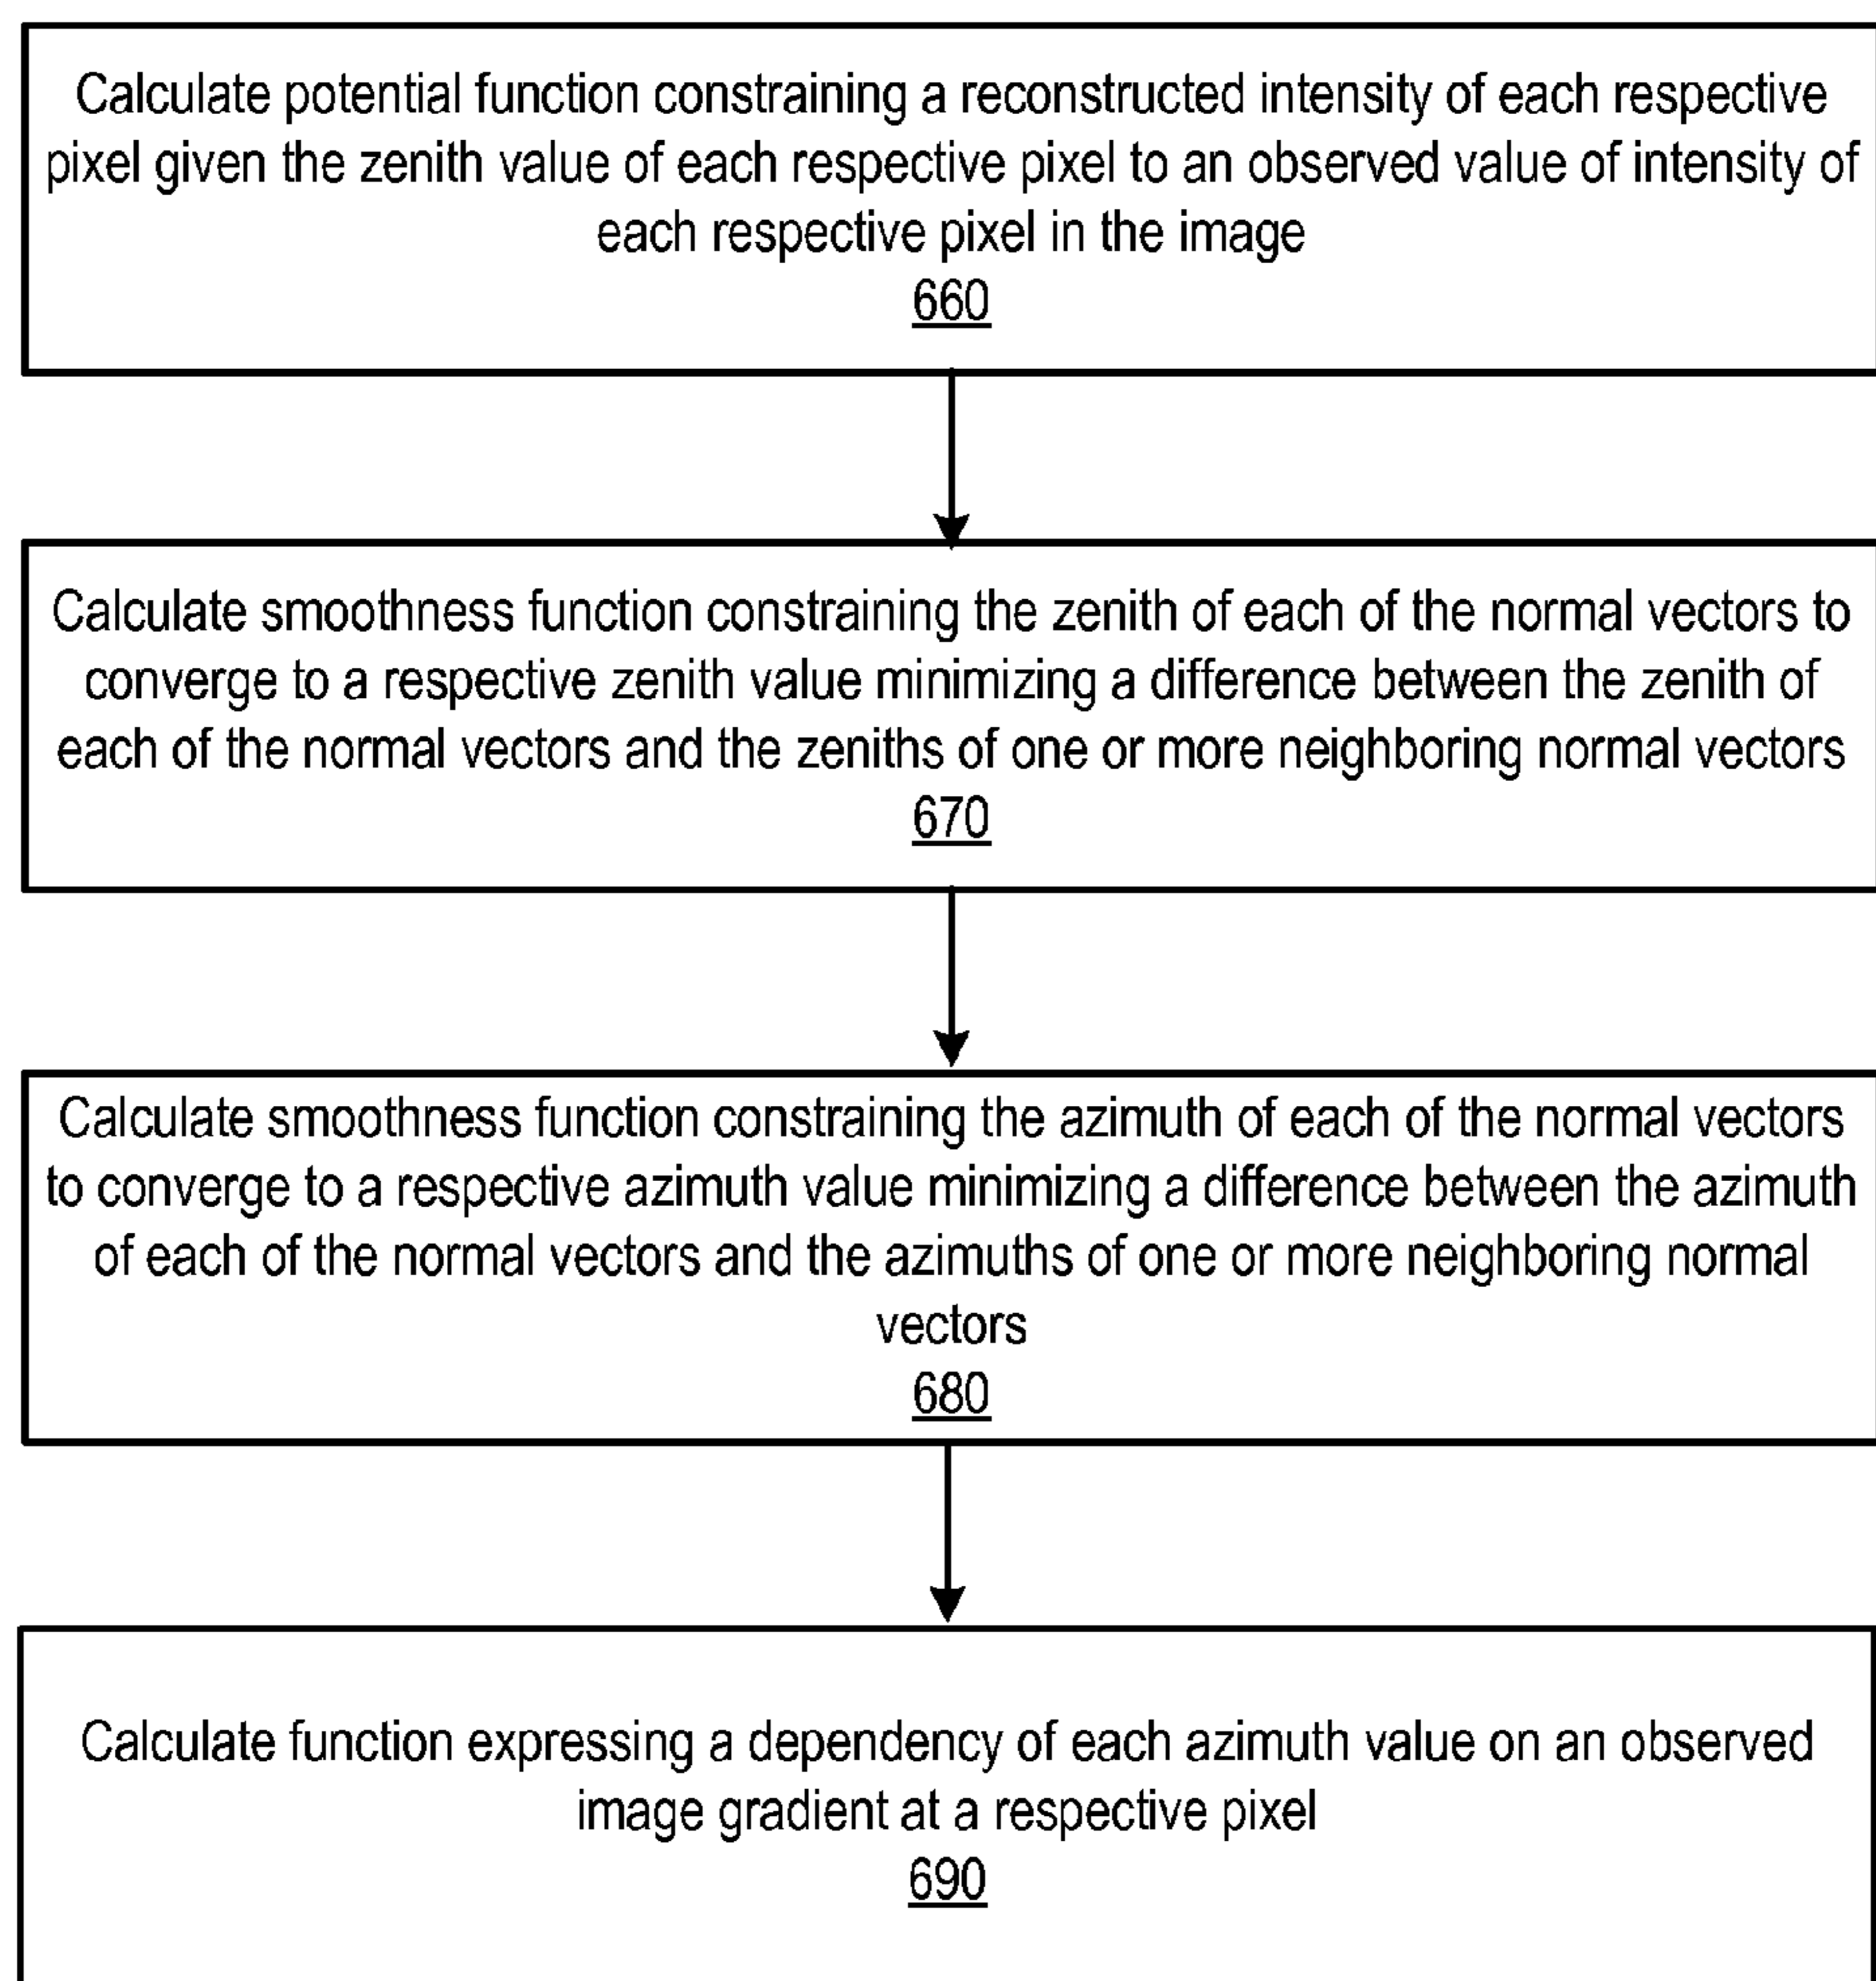 Calculate potential function constraining a reconstructed intensity of each respective
pixel given the zenith value of each respective pixel to an observed value of intensity of
each respective pixel in the image
660
Calculate smoothness function constraining the zenith of each of the normal vectors to
converge to a respective zenith value minimizing a difference between the zenith of
each of the normal vectors and the zeniths of one or more neighboring normal vectors
670
Calculate smoothness function constraining the azimuth of each of the normal vectors
to converge to a respective azimuth value minimizing a difference between the azimuth
of each of the normal vectors and the azimuths of one or more neighboring normal
vectors
680
Calculate function expressing a dependency of each azimuth value on an observed
image gradient at a respective pixel
690